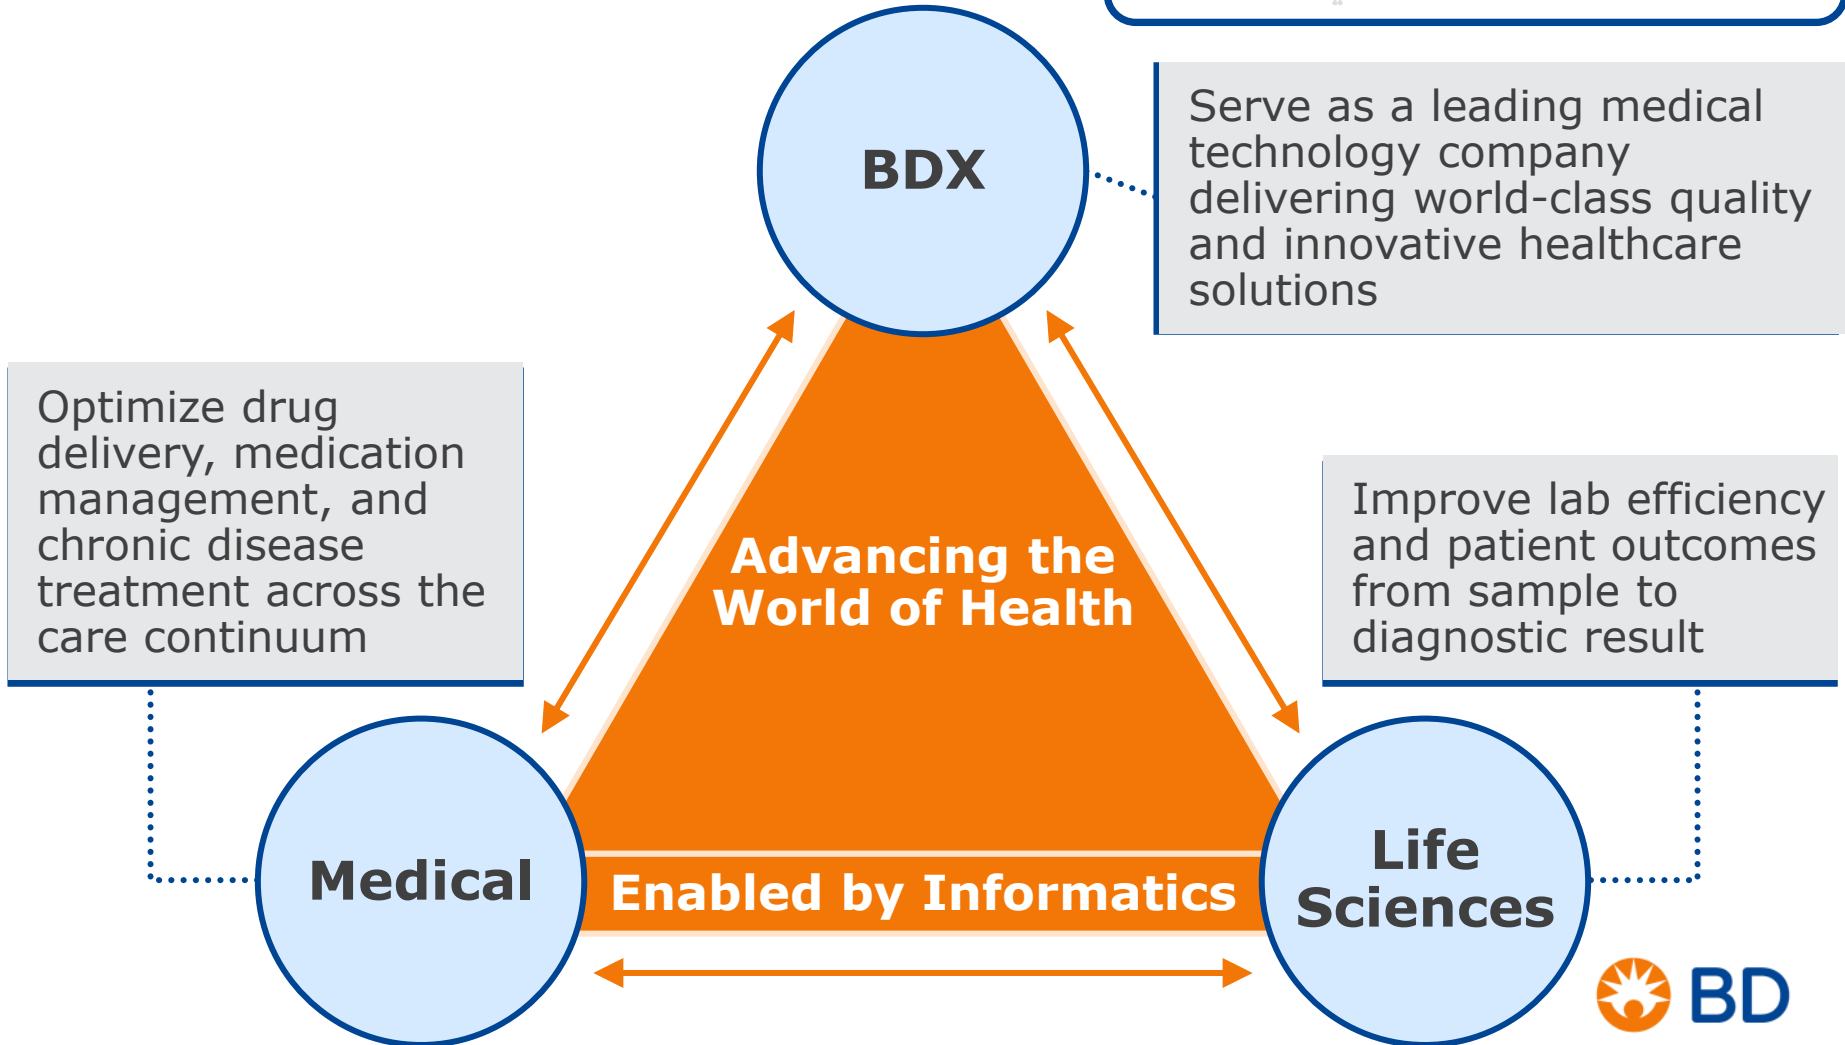 BDX
Serve as a leading medical
technology company
delivering world-class quality
and innovative healthcare
solutions
Optimize drug
delivery, medication
management, and
chronic disease
treatment across the
care continuum
Improve lab efficiency
and patient outcomes
from sample to
diagnostic result
Advancing the
World of Health
Medical
Enabled by Informatics
Life
Sciences
BD